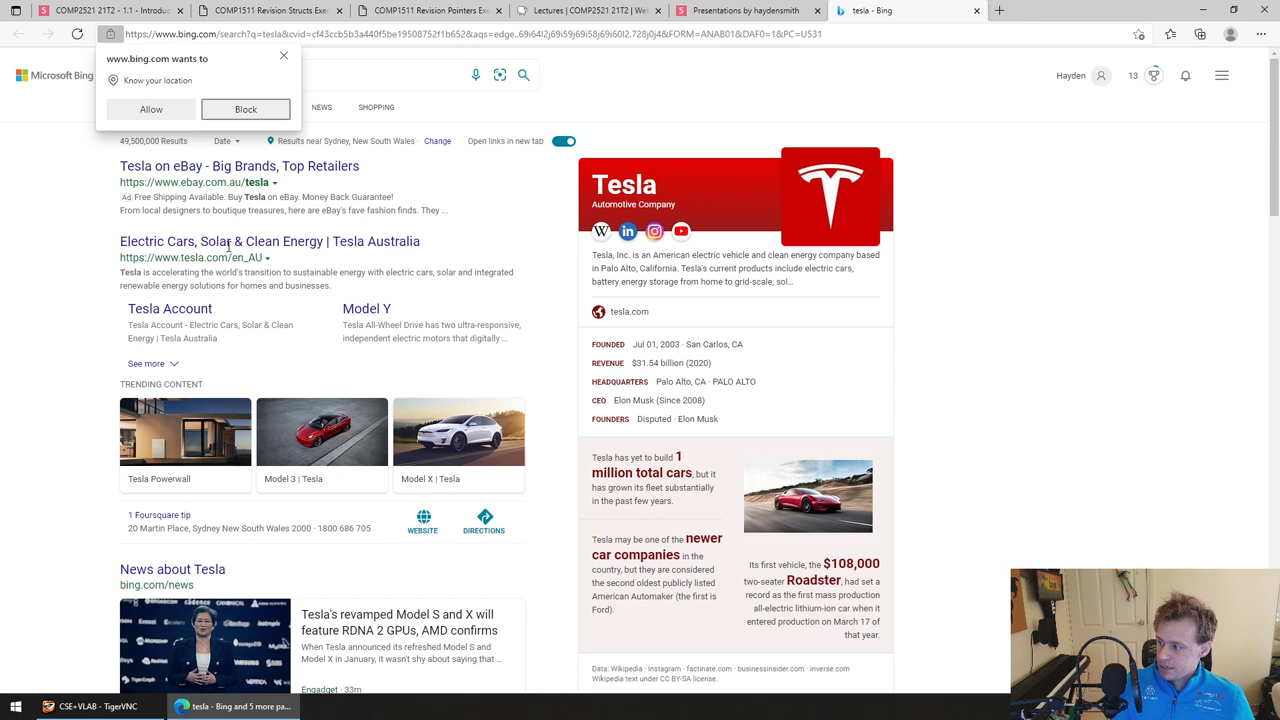 Extensions
comp1511 unsw - Bing
COMP1511 21T2: Course
Assignment 1: Chicken R
MyExperience
https://www.bing.com/search?q=tesla&cvid=cf43ccb5b3a440f5be19508752f1b652&aqs=edge..69i64l2j69i59j69i58j69i60l2.728j0j4&FORM=ANAB01&DAF0=1&PC=U531
www.bing.com wants to
Know your location
Allow
Block
Microsoft Bing
Hayden
13
NEWS
SHOPPING
49,500,000 Results
Date
Results near Sydney, New South Wales · Change
Open links in new tab
Tesla on eBay - Big Brands, Top Retailers
https://www.ebay.com.au/tesla
Ad Free Shipping Available. Buy Tesla on eBay. Money Back Guarantee!
From local designers to boutique treasures, here are eBay's fave fashion finds. They ...
Electric Cars, Solar & Clean Energy | Tesla Australia
https://www.tesla.com/en_AU
Tesla is accelerating the world's transition to sustainable energy with electric cars, solar and integrated
renewable energy solutions for homes and businesses.
Tesla Account
Tesla Account - Electric Cars, Solar & Clean
Energy | Tesla Australia
Model Y
Tesla All-Wheel Drive has two ultra-responsive,
independent electric motors that digitally ...
See more
TRENDING CONTENT
Tesla Powerwall
Model 3 | Tesla
Model X | Tesla
1 Foursquare tip
20 Martin Place, Sydney New South Wales 2000 · 1800 686 705
WEBSITE
DIRECTIONS
News about Tesla
bing.com/news
Tesla's revamped Model S and X will
feature RDNA 2 GPUs, AMD confirms
When Tesla announced its refreshed Model S and
Model X in January, it wasn't shy about saying that ...
Engadget · 33m
Tesla
Automotive Company
W
in
Tesla, Inc. is an American electric vehicle and clean energy company based
in Palo Alto, California. Tesla's current products include electric cars,
battery energy storage from home to grid-scale, sol...
tesla.com
FOUNDED Jul 01, 2003 · San Carlos, CA
REVENUE $31.54 billion (2020)
HEADQUARTERS Palo Alto, CA · PALO ALTO
CEO Elon Musk (Since 2008)
FOUNDERS Disputed · Elon Musk
Tesla has yet to build 1
million total cars, but it
has grown its fleet substantially
in the past few years.
Tesla may be one of the newer
car companies in the
country, but they are considered
the second oldest publicly listed
American Automaker (the first is
Ford).
Its first vehicle, the $108,000
two-seater Roadster, had set a
record as the first mass production
all-electric lithium-ion car when it
entered production on March 17 of
that year.
Data: Wikipedia · Instagram · factinate.com · businessinsider.com · inverse.com
Wikipedia text under CC BY-SA license.
CSE+VLAB - TigerVNC
tesla - Bing and 5 more pa...